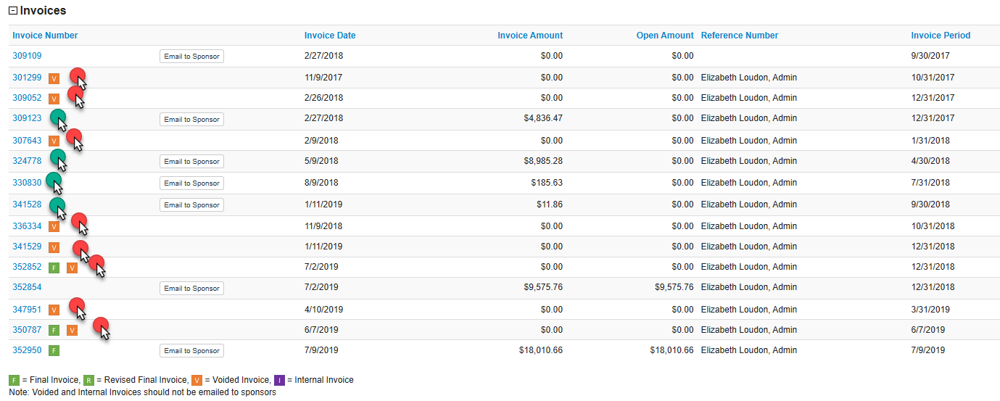 Invoices
Invoice Number Invoice Date Invoice Amount Open Amount Reference Number Invoice Period
309109 Email to Sponsor 2/27/2018 $0.00 $0.00 9/30/2017
301299 V 11/9/2017 $0.00 $0.00 Elizabeth Loudon, Admin 10/31/2017
309052 V 2/26/2018 $0.00 $0.00 Elizabeth Loudon, Admin 12/31/2017
309123 Email to Sponsor 2/27/2018 $4,836.47 $0.00 Elizabeth Loudon, Admin 12/31/2017
307643 V 2/9/2018 $0.00 $0.00 Elizabeth Loudon, Admin 1/31/2018
324778 Email to Sponsor 5/9/2018 $8,985.28 $0.00 Elizabeth Loudon, Admin 4/30/2018
330830 Email to Sponsor 8/9/2018 $185.63 $0.00 Elizabeth Loudon, Admin 7/31/2018
341528 Email to Sponsor 1/11/2019 $11.86 $0.00 Elizabeth Loudon, Admin 9/30/2018
336334 V 11/9/2018 $0.00 $0.00 Elizabeth Loudon, Admin 10/31/2018
341529 V 1/11/2019 $0.00 $0.00 Elizabeth Loudon, Admin 12/31/2018
352852 F V 7/2/2019 $0.00 $0.00 Elizabeth Loudon, Admin 12/31/2018
352854 Email to Sponsor 7/2/2019 $9,575.76 $9,575.76 Elizabeth Loudon, Admin 12/31/2018
347951 V 4/10/2019 $0.00 $0.00 Elizabeth Loudon, Admin 3/31/2019
350787 F V 6/7/2019 $0.00 $0.00 Elizabeth Loudon, Admin 6/7/2019
352950 F Email to Sponsor 7/9/2019 $18,010.66 $18,010.66 Elizabeth Loudon, Admin 7/9/2019
F = Final Invoice, R = Revised Final Invoice, V = Voided Invoice, I = Internal Invoice
Note: Voided and Internal Invoices should not be emailed to sponsors